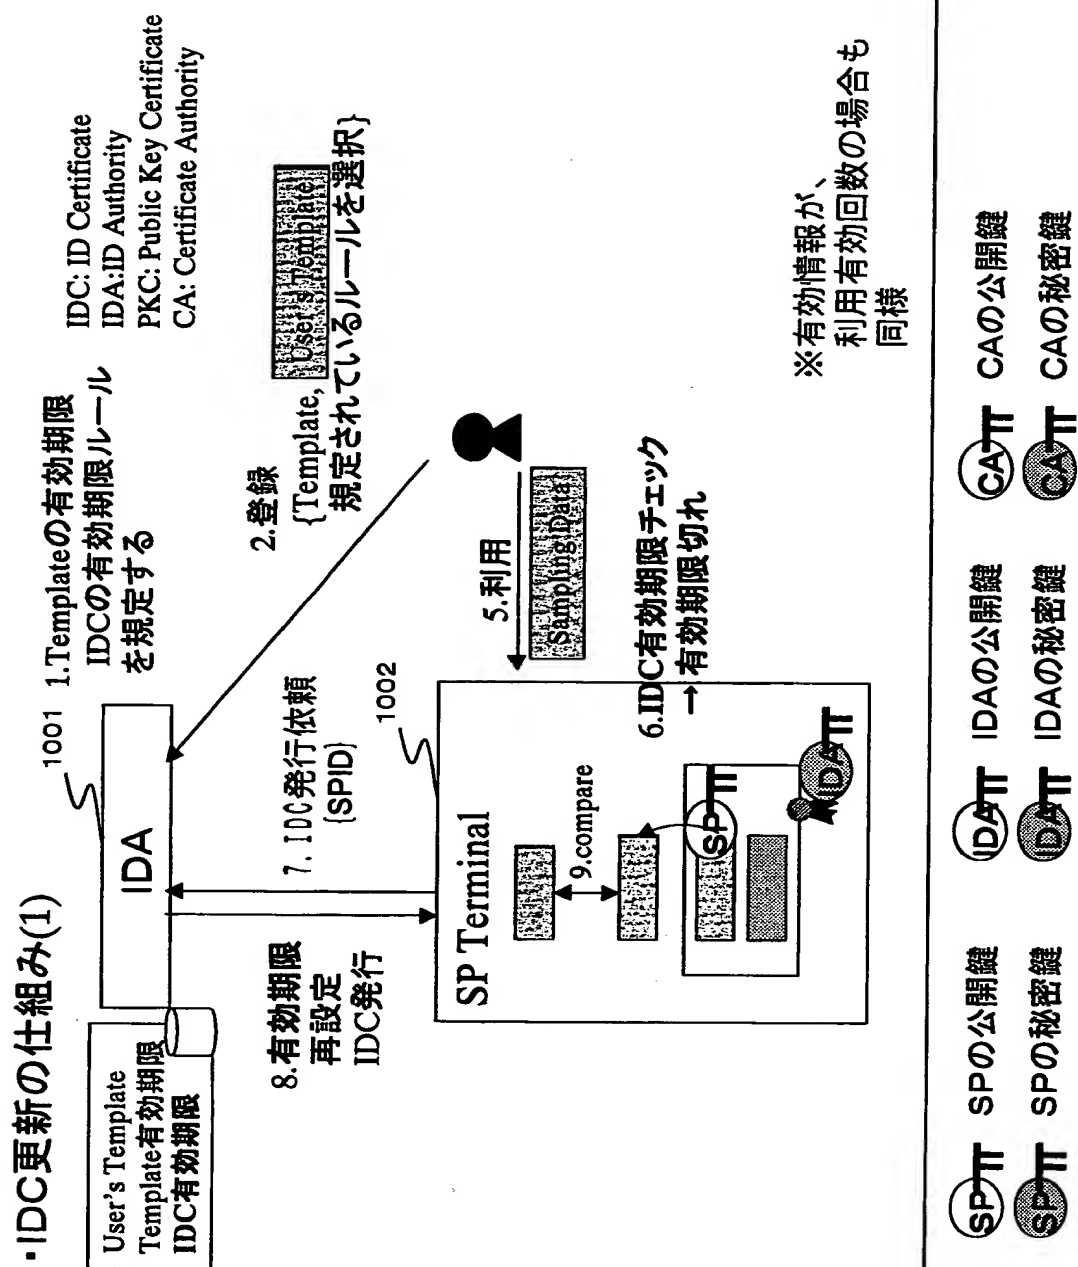 ・IDC更新の仕組み(1)
IDC: ID Certificate
IDA:ID Authority
PKC: Public Key Certificate
CA: Certificate Authority
User's Template
Template有効期限
IDC有効期限
IDA
1001
1.Templateの有効期限
IDCの有効期限ルール
を規定する
2.登録
{Template,
User's Template
規定されているルールを選択}
8.有効期限
再設定
IDC発行
7. IDC発行依頼
{SPID}
1002
5.利用
Sampling Data
SP Terminal
9.compare
6.IDC有効期限チェック
→有効期限切れ
SP
IDA
※有効情報が、
利用有効回数の場合も
同様
SP SPの公開鍵
IDA IDAの公開鍵
CA CAの公開鍵
SP SPの秘密鍵
IDA IDAの秘密鍵
CA CAの秘密鍵